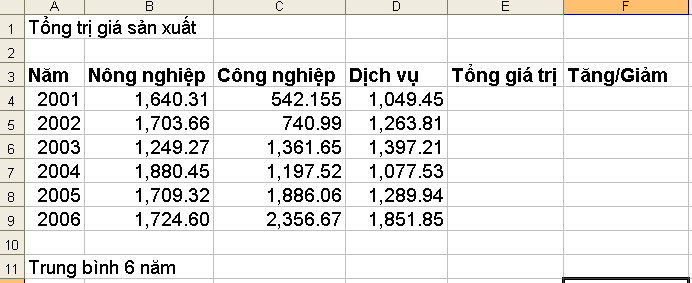 A B C D E F
1 Tổng trị giá sản xuất
2
3 Năm Nông nghiệp Công nghiệp Dịch vụ Tổng giá trị Tăng/Giảm
4 2001 1,640.31 542.155 1,049.45
5 2002 1,703.66 740.99 1,263.81
6 2003 1,249.27 1,361.65 1,397.21
7 2004 1,880.45 1,197.52 1,077.53
8 2005 1,709.32 1,886.06 1,289.94
9 2006 1,724.60 2,356.67 1,851.85
10
11 Trung bình 6 năm